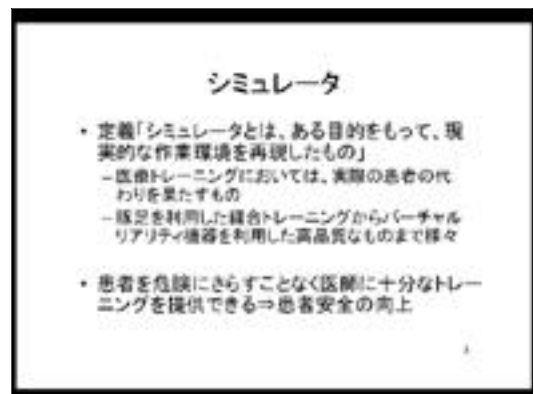 シミュレータ
・定義「シミュレータとは、ある目的をもって、現
実的な作業環境を再現したもの」
－医療トレーニングにおいては、実際の患者の代
わりを果たすもの
－豚足を利用した縫合トレーニングからバーチャル
リアリティ機器を利用した高品質なものまで様々
・患者を危険にさらすことなく医師に十分なトレー
ニングを提供できる⇒患者安全の向上